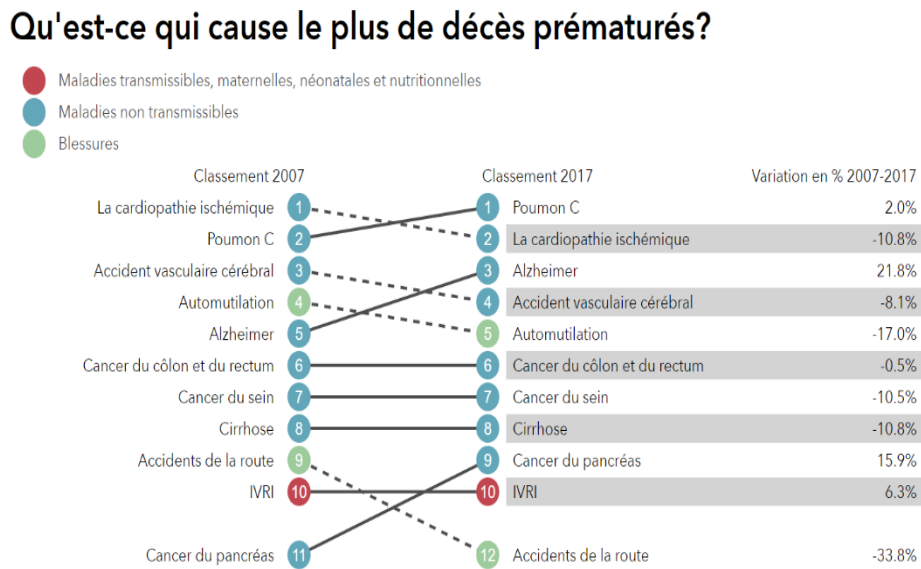 Qu'est-ce qui cause le plus de décès prématurés?
Maladies transmissibles, maternelles, néonatales et nutritionnelles
Maladies non transmissibles
Blessures
Classement 2007 Classement 2017 Variation en % 2007-2017
La cardiopathie ischémique 1 1 Poumon C 2.0%
Poumon C 2 2 La cardiopathie ischémique -10.8%
Accident vasculaire cérébral 3 3 Alzheimer 21.8%
Automutilation 4 4 Accident vasculaire cérébral -8.1%
Alzheimer 5 5 Automutilation -17.0%
Cancer du côlon et du rectum 6 6 Cancer du côlon et du rectum -0.5%
Cancer du sein 7 7 Cancer du sein -10.5%
Cirrhose 8 8 Cirrhose -10.8%
Accidents de la route 9 9 Cancer du pancréas 15.9%
IVRI 10 10 IVRI 6.3%
Cancer du pancréas 11 12 Accidents de la route -33.8%